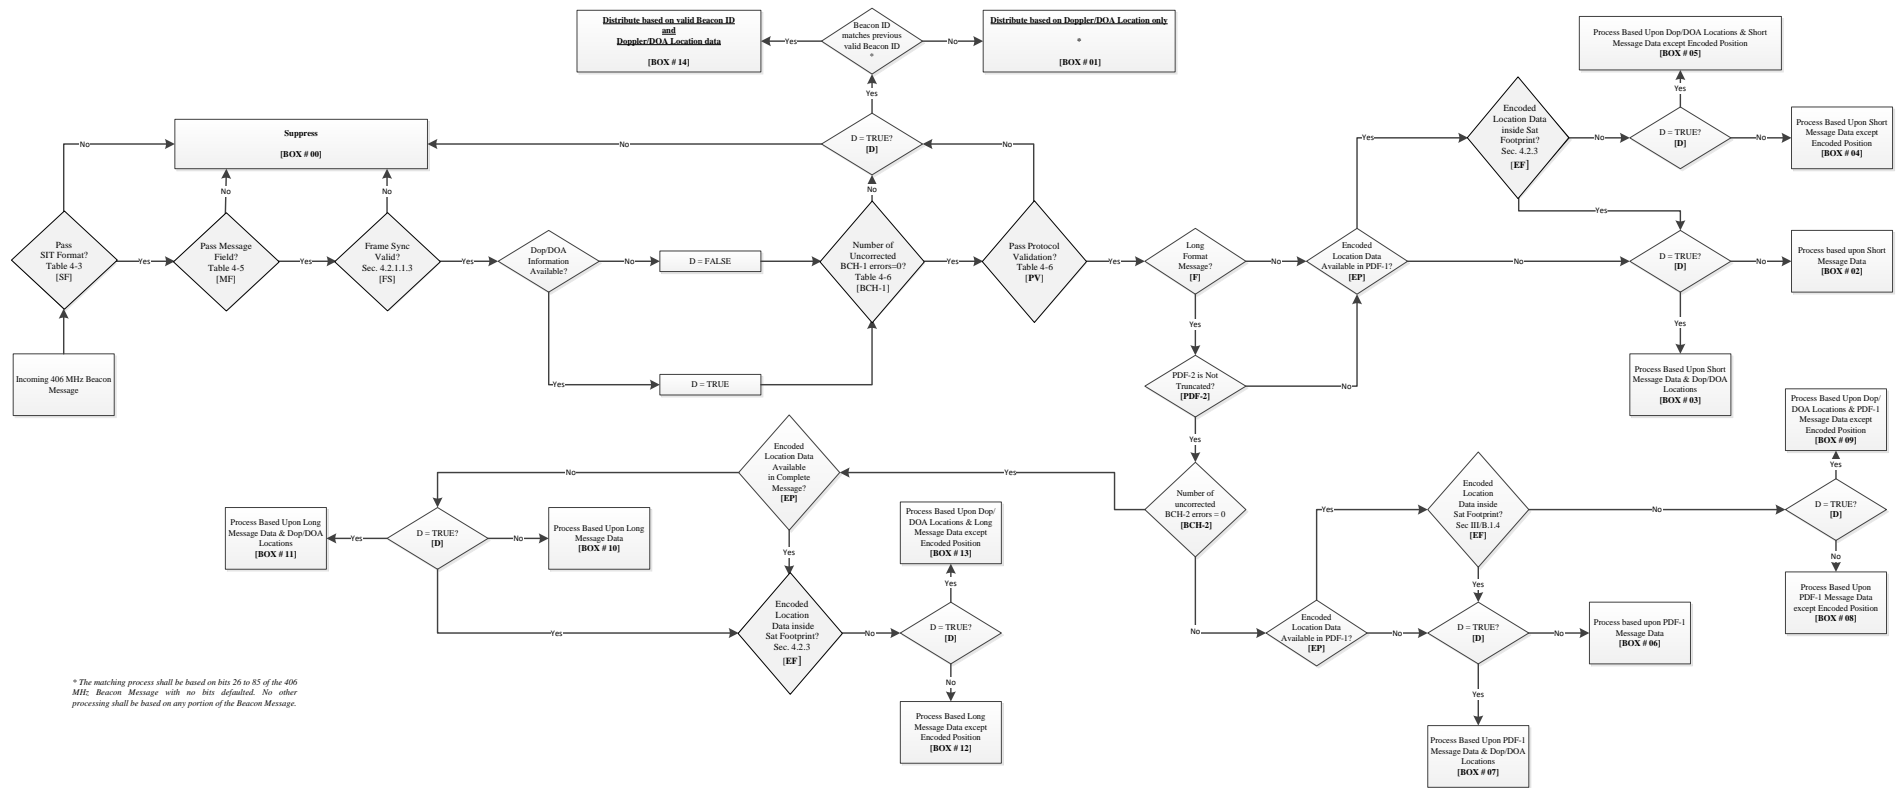 Distribute based on valid Beacon ID
and
Doppler/DOA Location data
[BOX # 14]
Yes
Beacon ID
matches previous
valid Beacon ID
*
No
Distribute based on Doppler/DOA Location only
*
[BOX # 01]
Yes
Process Based Upon Dop/DOA Locations & Short
Message Data except Encoded Position
[BOX # 05]
Yes
No
Suppress
[BOX # 00]
No
D = TRUE?
[D]
No
Yes
Encoded
Location Data
inside Sat
Footprint?
Sec. 4.2.3
[EF]
No
D = TRUE?
[D]
No
Process Based Upon Short
Message Data except
Encoded Position
[BOX # 04]
No
No
No
Yes
Pass
SIT Format?
Table 4-3
[SF]
Yes
Pass Message
Field?
Table 4-5
[MF]
Yes
Frame Sync
Valid?
Sec. 4.2.1.1.3
[FS]
Yes
Dop/DOA
Information
Available?
No
D = FALSE
Number of
Uncorrected
BCH-1 errors=0?
Table 4-6
[BCH-1]
Yes
Pass Protocol
Validation?
Table 4-6
[PV]
Yes
Long
Format
Message?
[F]
No
Encoded
Location Data
Available in PDF-1?
[EP]
No
D = TRUE?
[D]
No
Process based upon Short
Message Data
[BOX # 02]
Yes
Yes
Incoming 406 MHz Beacon
Message
Yes
D = TRUE
PDF-2 is Not
Truncated?
[PDF-2]
No
Process Based Upon Short
Message Data & Dop/DOA
Locations
[BOX # 03]
Process Based Upon Dop/
DOA Locations & PDF-1
Message Data except
Encoded Position
[BOX # 09]
Yes
Yes
Encoded
Location Data
Available
in Complete
Message?
[EP]
No
Yes
Number of
uncorrected
BCH-2 errors = 0
[BCH-2]
Yes
Encoded
Location
Data inside
Sat Footprint?
Sec III/B.1.4
[EF]
No
D = TRUE?
[D]
No
Process Based Upon
PDF-1 Message Data
except Encoded Position
[BOX # 08]
Process Based Upon Long
Message Data & Dop/DOA
Locations
[BOX # 11]
Yes
D = TRUE?
[D]
No
Process Based Upon Long
Message Data
[BOX # 10]
Yes
Process Based Upon Dop/
DOA Locations & Long
Message Data except
Encoded Position
[BOX # 13]
Yes
Yes
Yes
Encoded
Location
Data inside
Sat Footprint?
Sec. 4.2.3
[EF]
No
D = TRUE?
[D]
No
Process Based Long
Message Data except
Encoded Position
[BOX # 12]
No
Encoded
Location Data
Available in PDF-1?
[EP]
No
D = TRUE?
[D]
No
Process based upon PDF-1
Message Data
[BOX # 06]
Yes
Process Based Upon PDF-1
Message Data & Dop/DOA
Locations
[BOX # 07]
* The matching process shall be based on bits 26 to 85 of the 406
MHz Beacon Message with no bits defaulted. No other
processing shall be based on any portion of the Beacon Message.